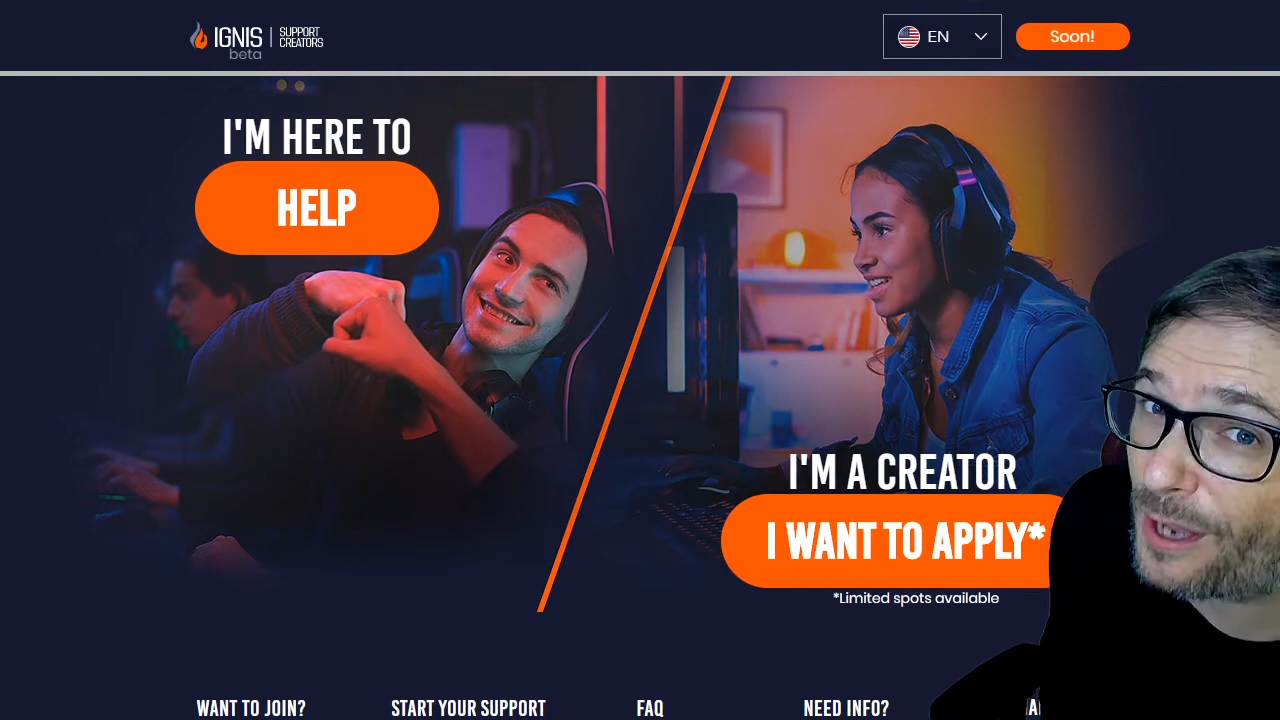 IGNIS
SUPPORT
CREATORS
beta
EN
Soon!
I'M HERE TO
HELP
I'M A CREATOR
I WANT TO APPLY*
*Limited spots available
WANT TO JOIN?
START YOUR SUPPORT
FAQ
NEED INFO?